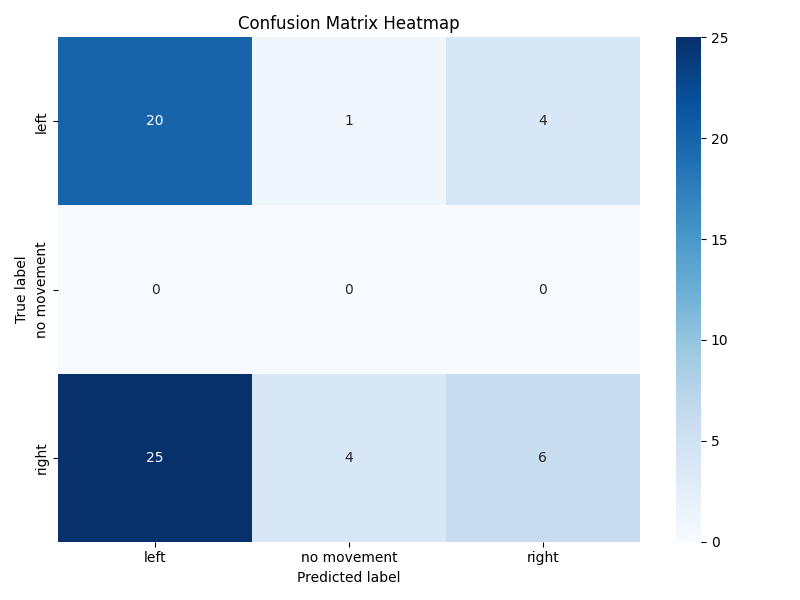 Confusion Matrix Heatmap
True label
left
20 1 4
no movement
0 0 0
right
25 4 6
left no movement right
Predicted label
25
20
15
10
5
0